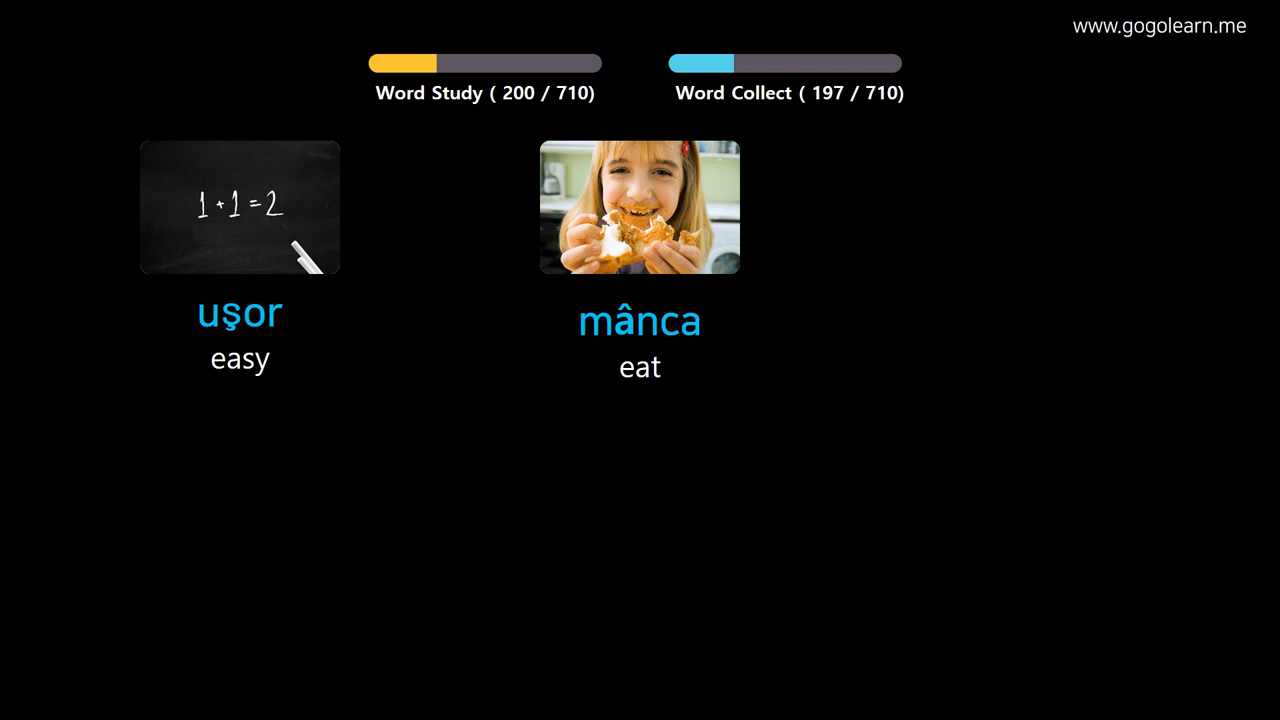 www.gogolearn.me
Word Study ( 200 / 710)
Word Collect ( 197 / 710)
1 + 1 = 2
uşor
easy
mânca
eat